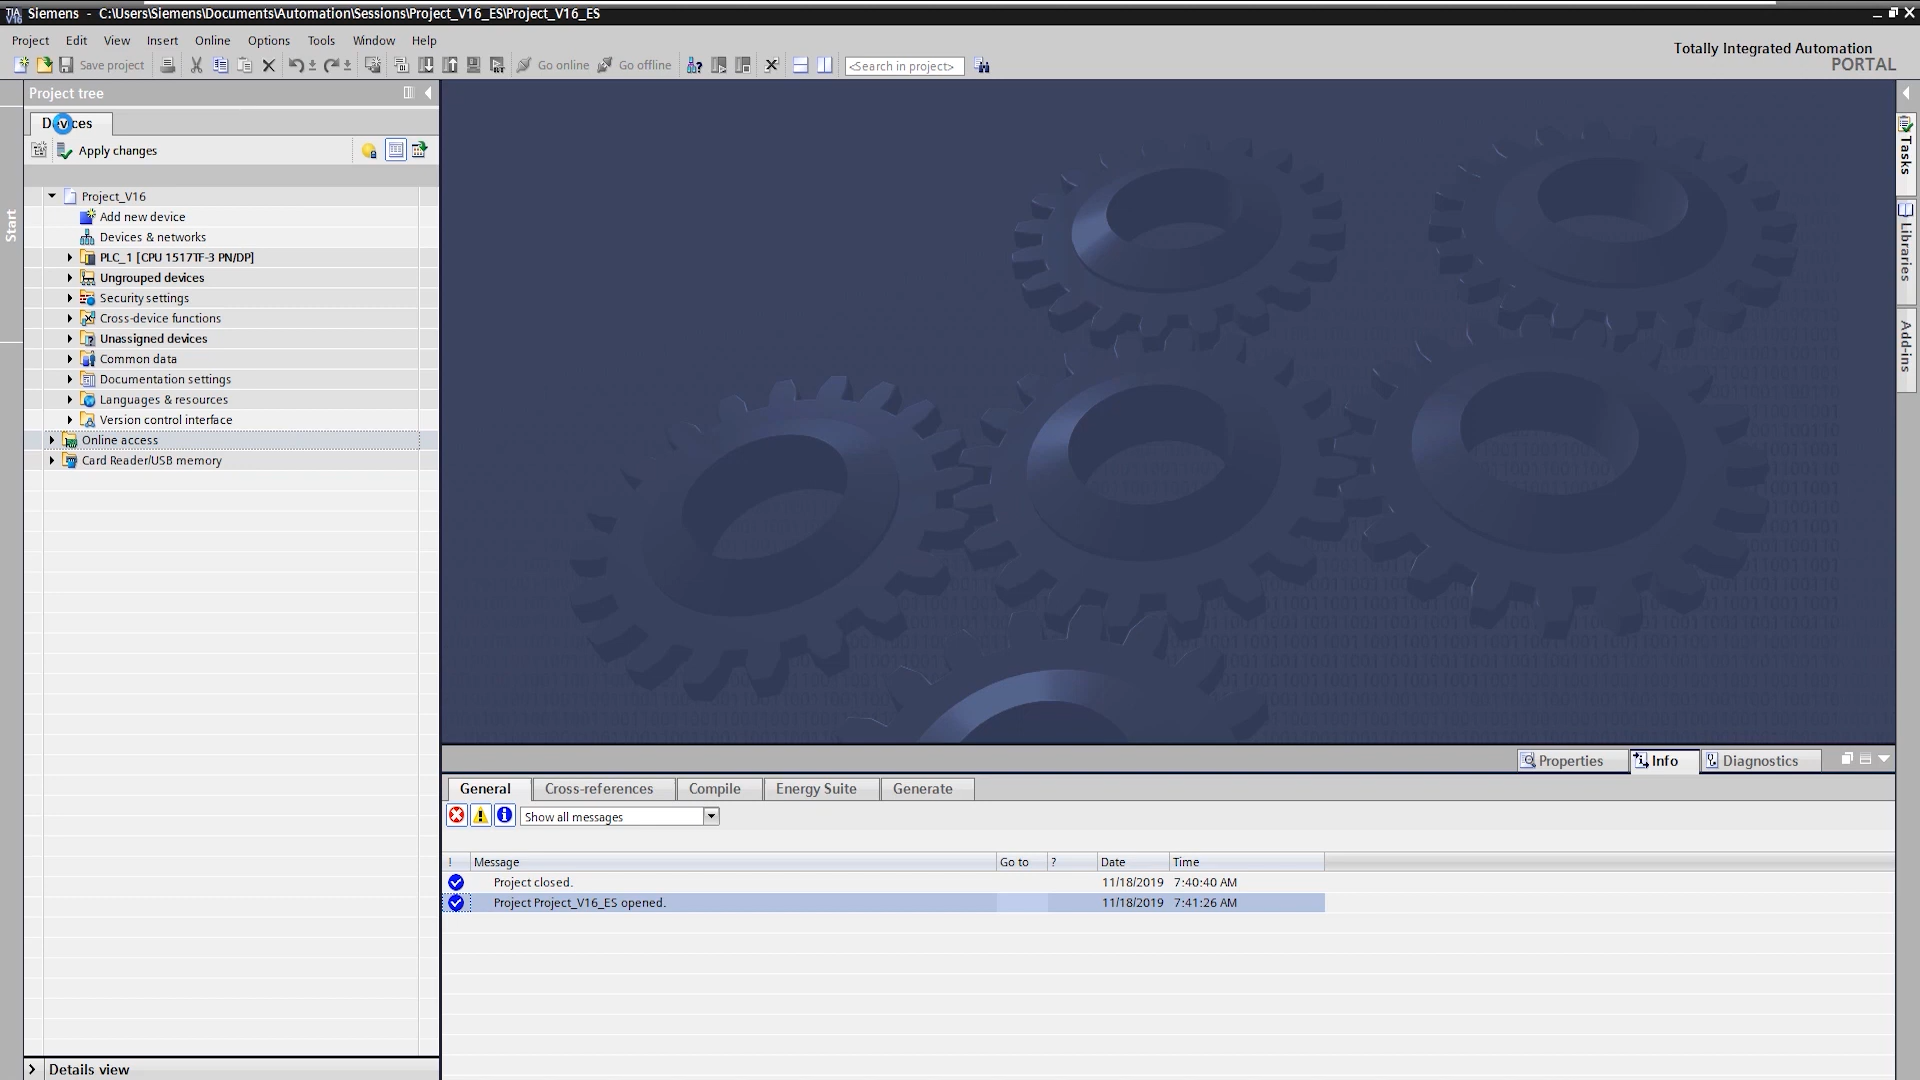 Siemens - C:\Users\Siemens\Documents\Automation\Sessions\Project_V16_ES\Project_V16_ES
Project Edit View Insert Online Options Tools Window Help
Totally Integrated Automation
PORTAL
Save project Go online Go offline <Search in project>
Project tree
Devices
Apply changes
Start
Project_V16
Add new device
Devices & networks
PLC_1 [CPU 1517TF-3 PN/DP]
Ungrouped devices
Security settings
Cross-device functions
Unassigned devices
Common data
Documentation settings
Languages & resources
Version control interface
Online access
Card Reader/USB memory
Details view
Tasks
Libraries
Add-ins
Properties Info Diagnostics
General Cross-references Compile Energy Suite Generate
Show all messages
! Message Go to ? Date Time
Project closed. 11/18/2019 7:40:40 AM
Project Project_V16_ES opened. 11/18/2019 7:41:26 AM